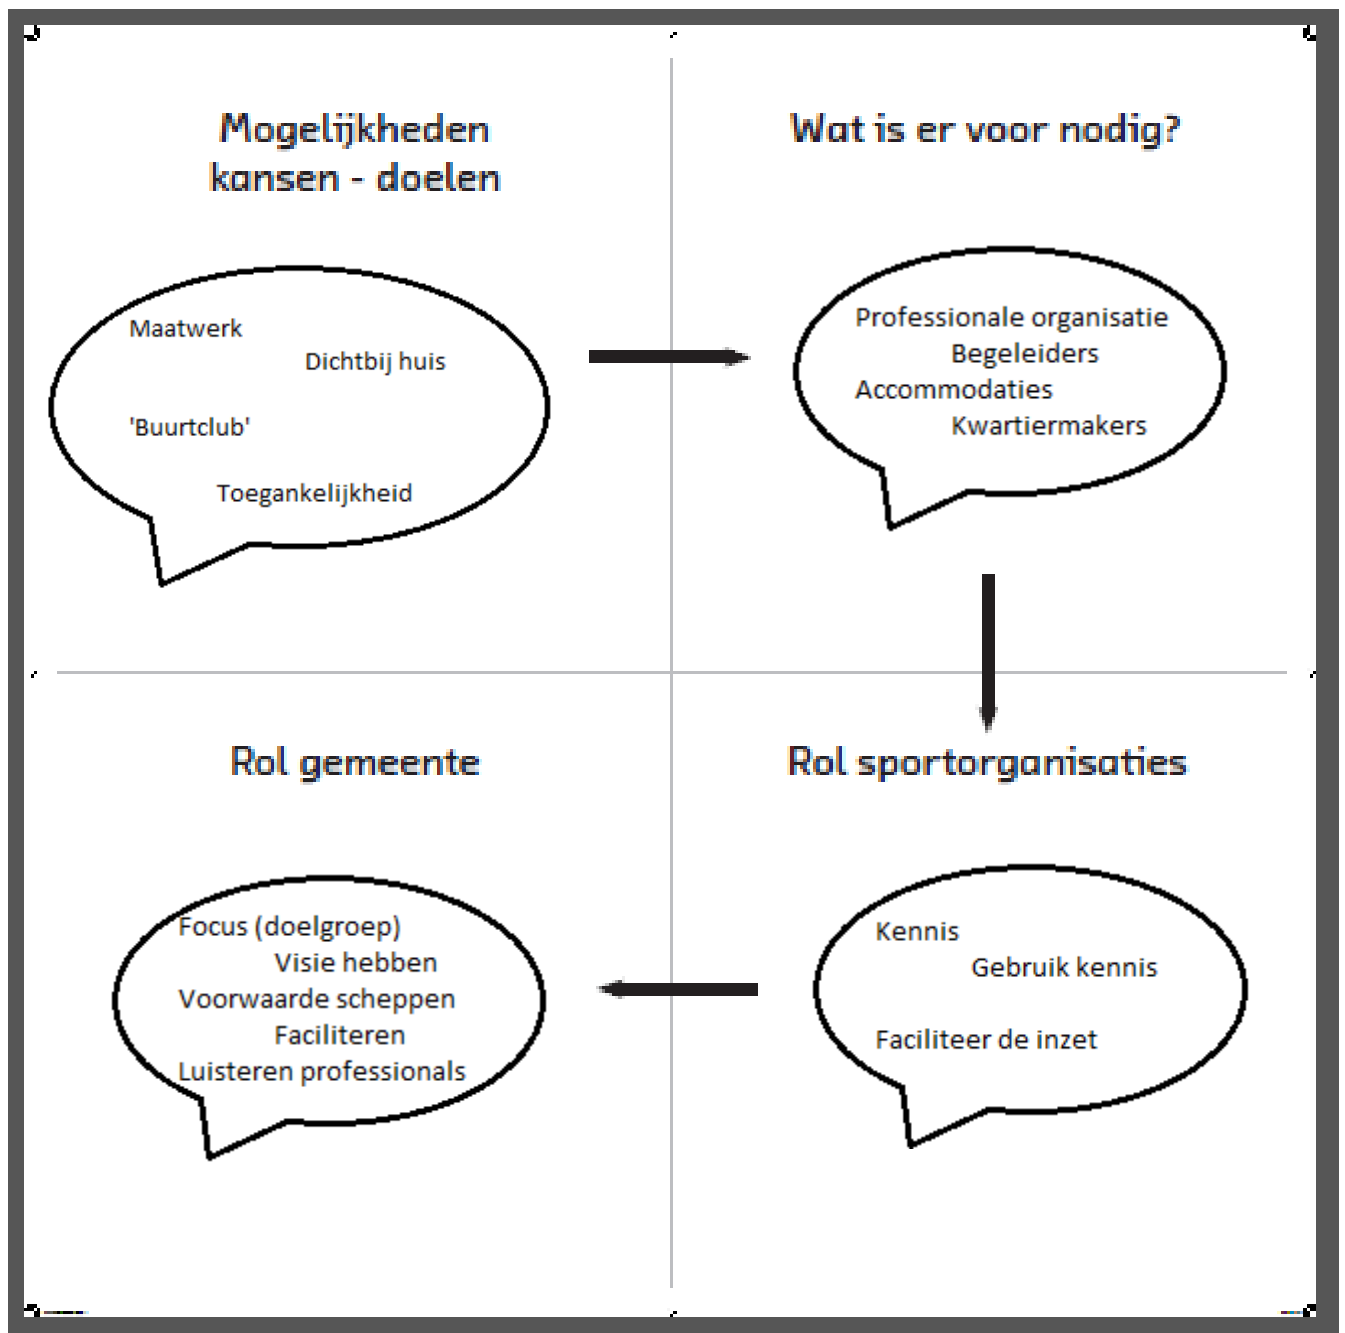 Mogelijkheden
kansen - doelen
Maatwerk
Dichtbij huis
'Buurtclub'
Toegankelijkheid
Wat is er voor nodig?
Professionale organisatie
Begeleiders
Accommodaties
Kwartiermakers
Rol sportorganisaties
Kennis
Gebruik kennis
Faciliteer de inzet
Rol gemeente
Focus (doelgroep)
Visie hebben
Voorwaarde scheppen
Faciliteren
Luisteren professionals